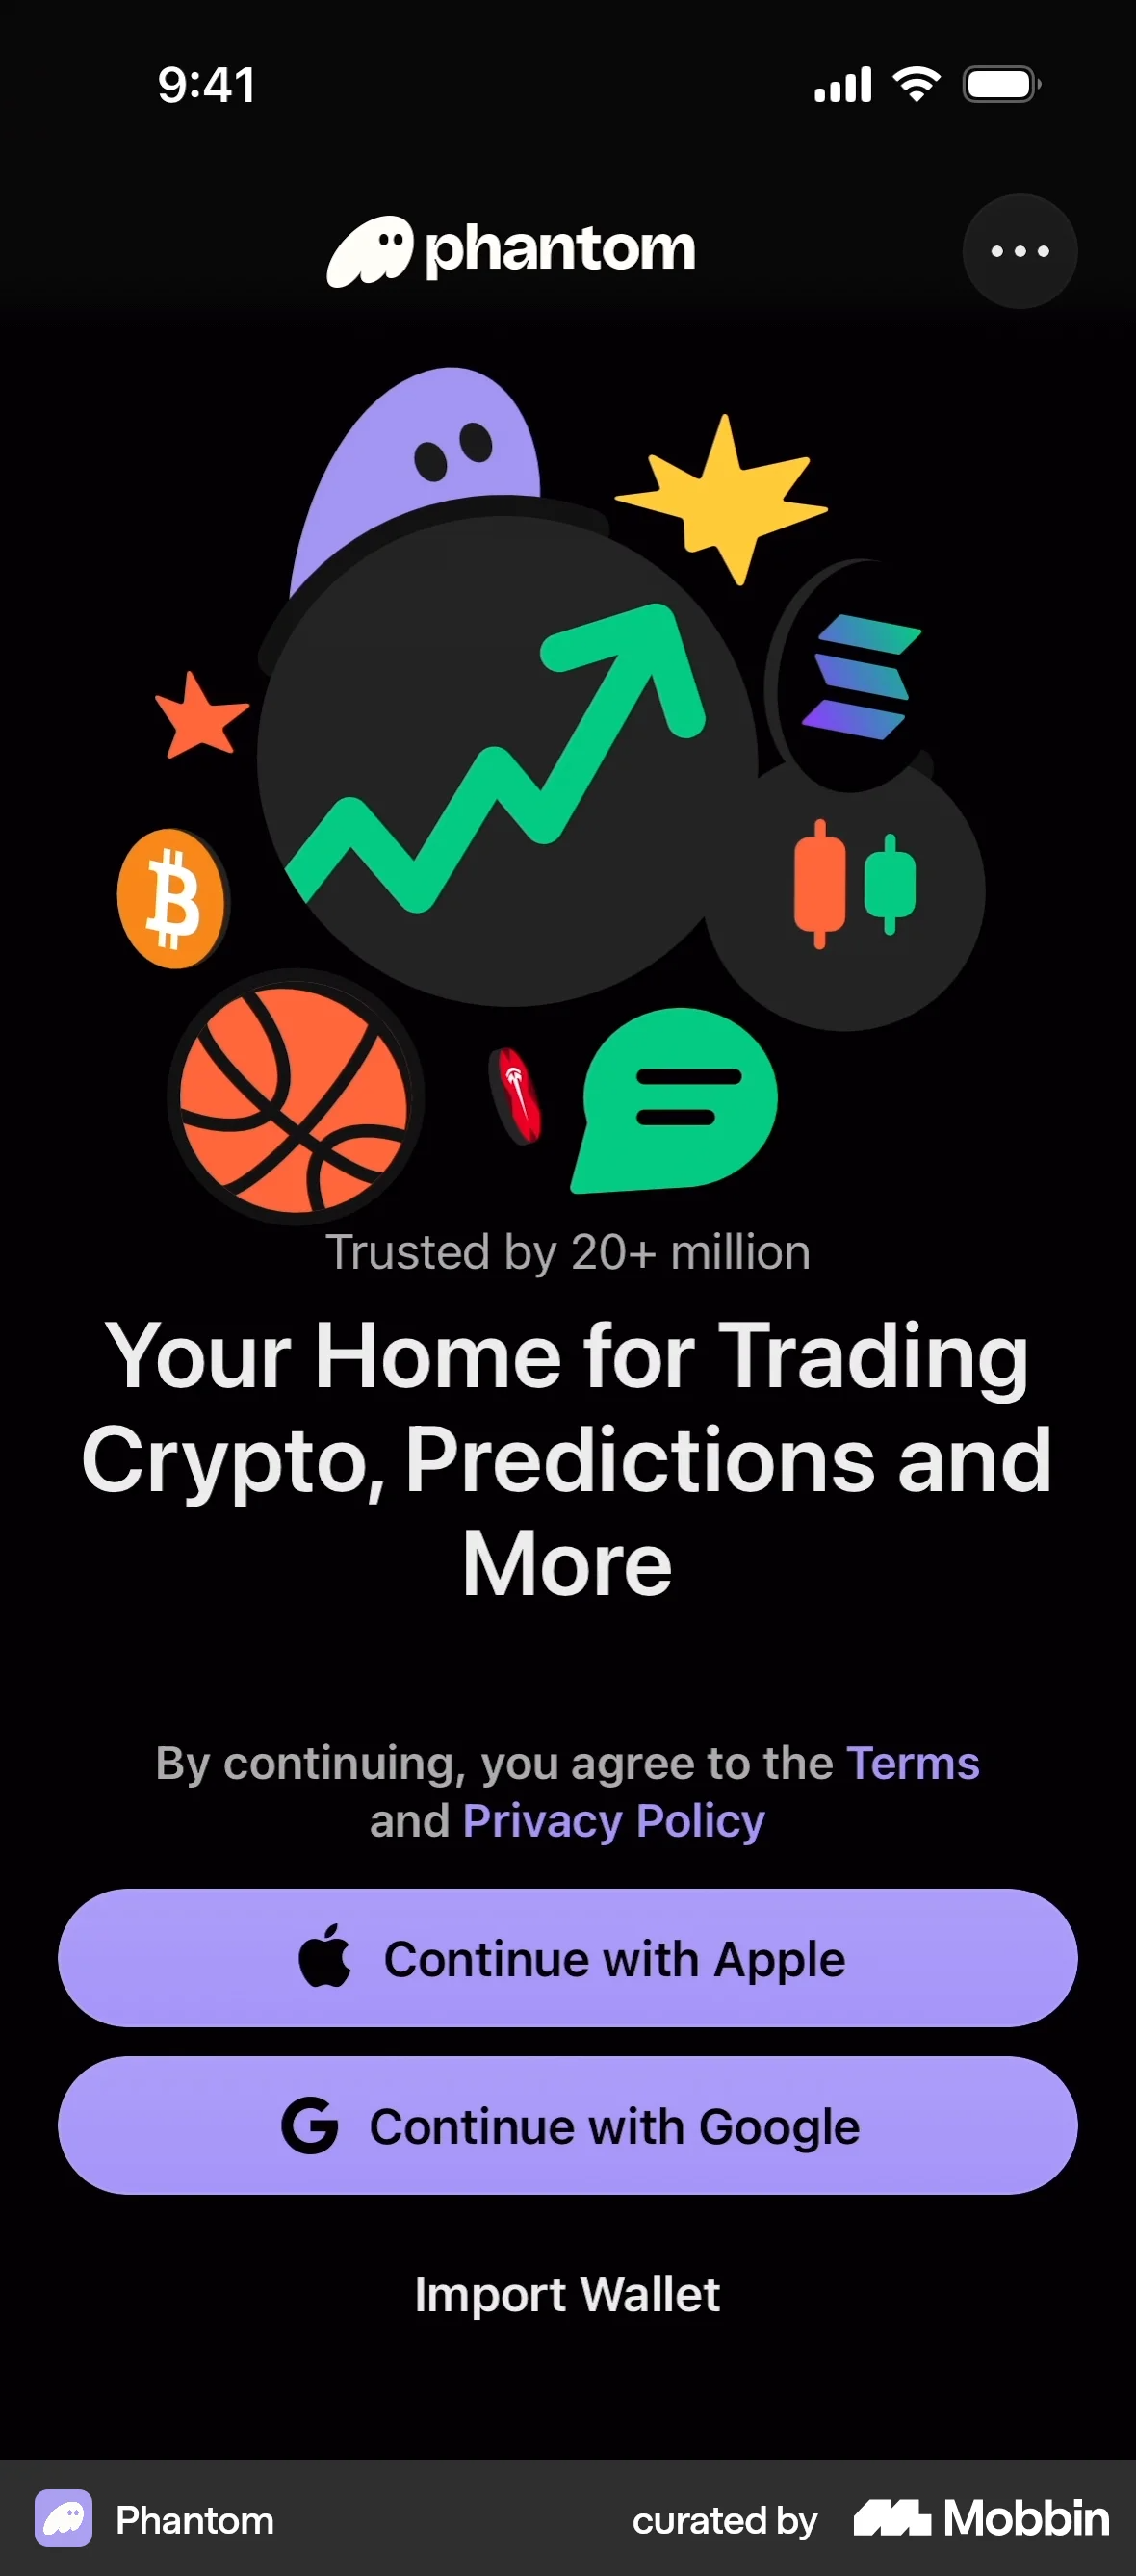 9:41
phantom
Trusted by 20+ million
Your Home for Trading
Crypto, Predictions and
More
By continuing, you agree to the Terms
and Privacy Policy
Continue with Apple
Continue with Google
Import Wallet
Phantom
curated by Mobbin